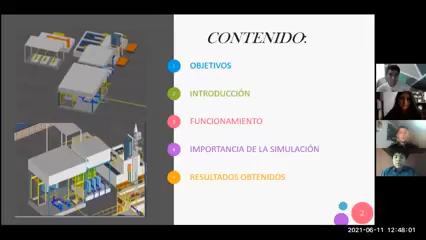 CONTENIDO:
1 OBJETIVOS
2 INTRODUCCIÓN
3 FUNCIONAMIENTO
4 IMPORTANCIA DE LA SIMULACIÓN
5 RESULTADOS OBTENIDOS
2
2021-06-11 12:48:01